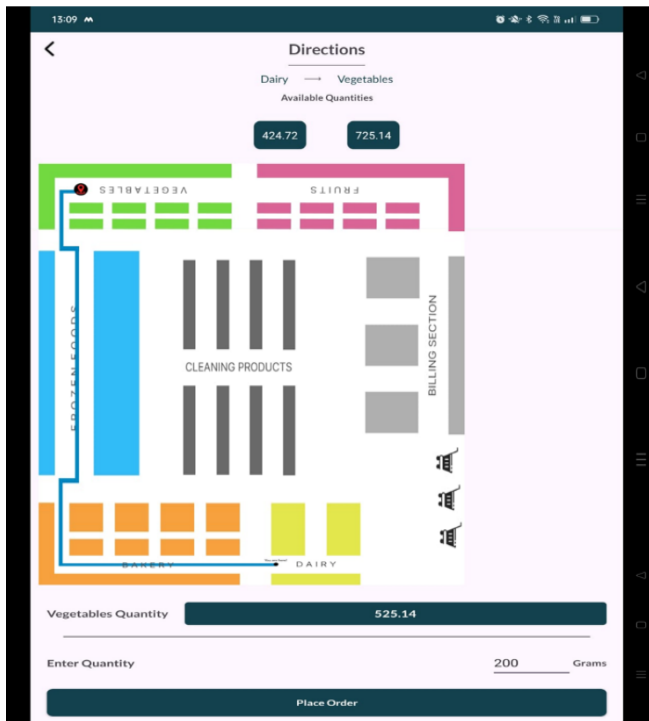 13:09
Directions
Dairy → Vegetables
Available Quantities
424.72 725.14
VEGETABLES
FRUITS
FROZEN FOODS
CLEANING PRODUCTS
BILLING SECTION
BAKERY
DAIRY
Vegetables Quantity 525.14
Enter Quantity 200 Grams
Place Order